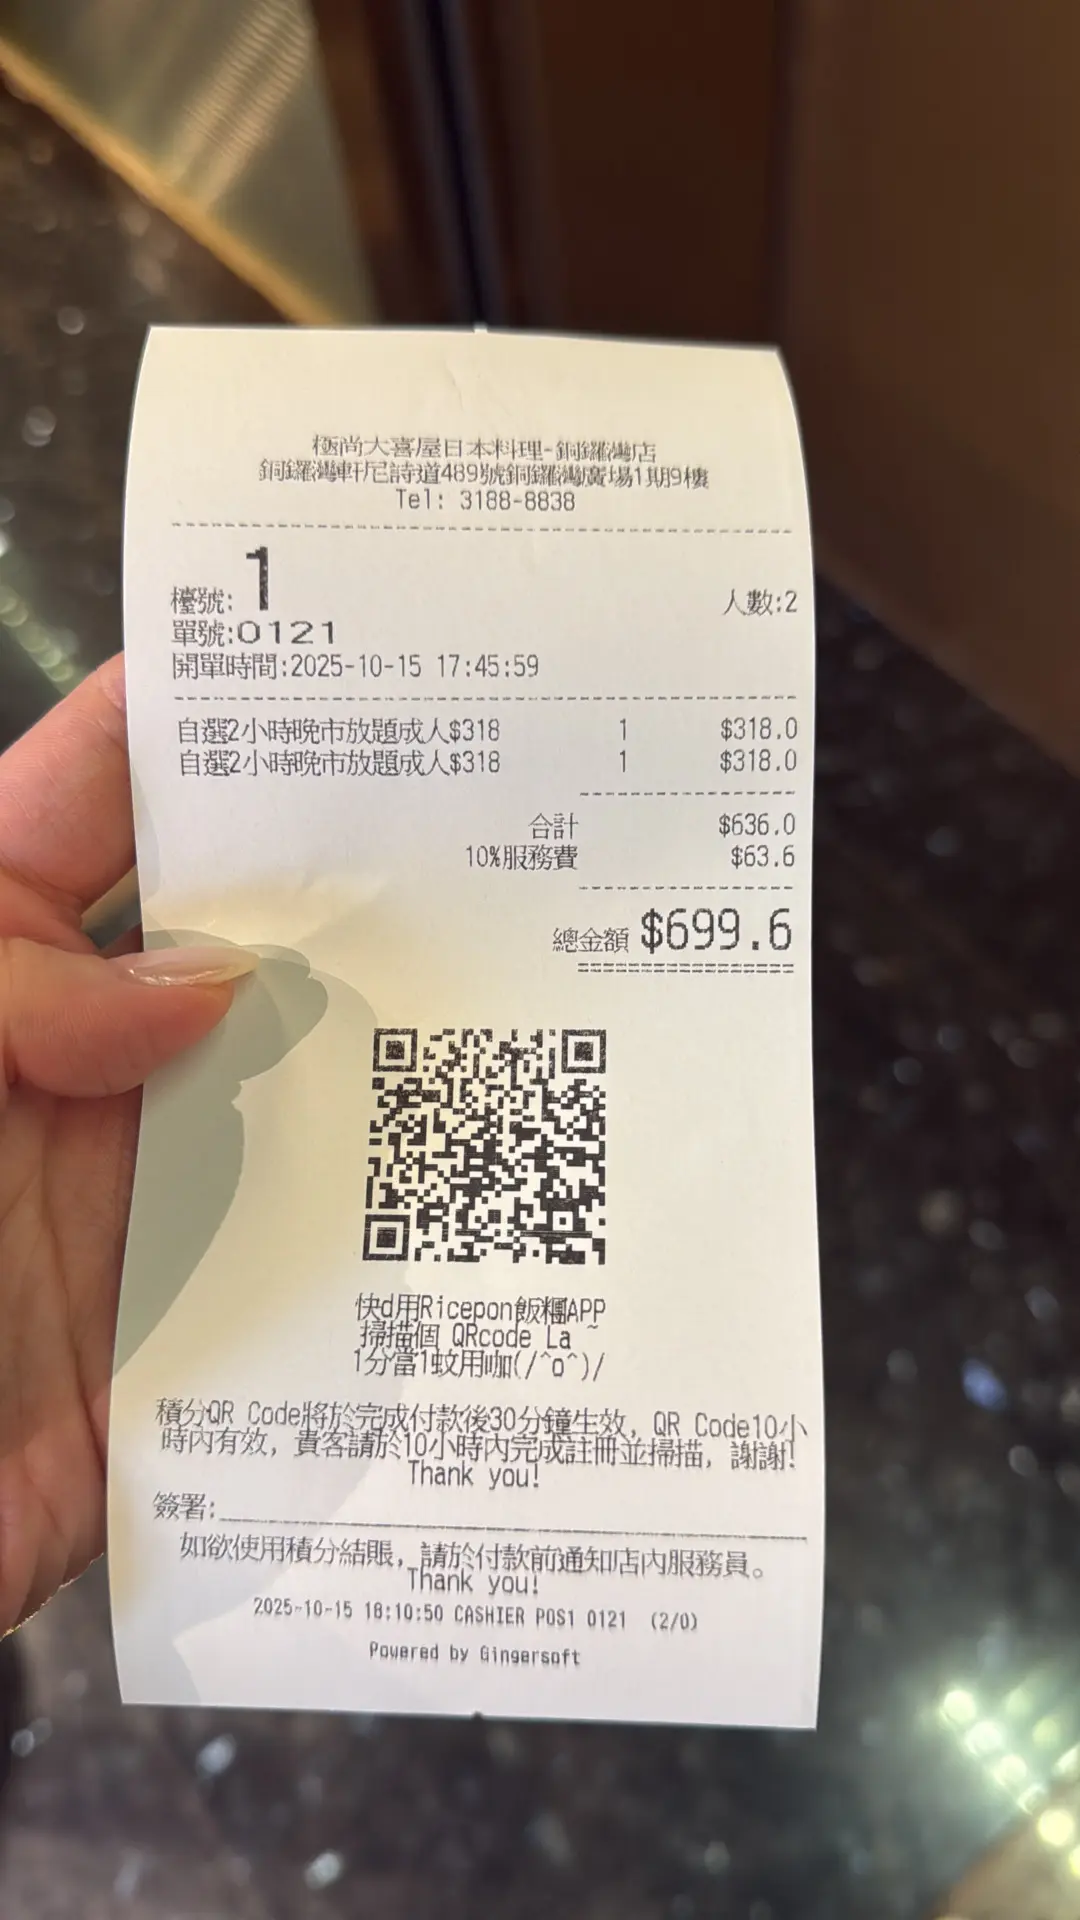 極尚大喜屋日本料理-銅鑼灣店
銅鑼灣軒尼詩道489號銅鑼灣廣場1期9樓
Tel: 3188-8838
檯號: 1
人數:2
單號:0121
開單時間:2025-10-15 17:45:59
自選2小時晚市放題成人$318 1 $318.0
自選2小時晚市放題成人$318 1 $318.0
合計 $636.0
10%服務費 $63.6
總金額 $699.6
快d用Ricepon飯糰APP
掃描個 QRcode La ~
1分當1蚊用咖(/^o^)/
積分QR Code將於完成付款後30分鐘生效, QR Code10小
時內有效, 貴客請於10小時內完成註冊並掃描, 謝謝!
Thank you!
簽署:
如欲使用積分結賬, 請於付款前通知店內服務員。
Thank you!
2025-10-15 18:10:50 CASHIER POS1 0121 (2/0)
Powered by Gingersoft